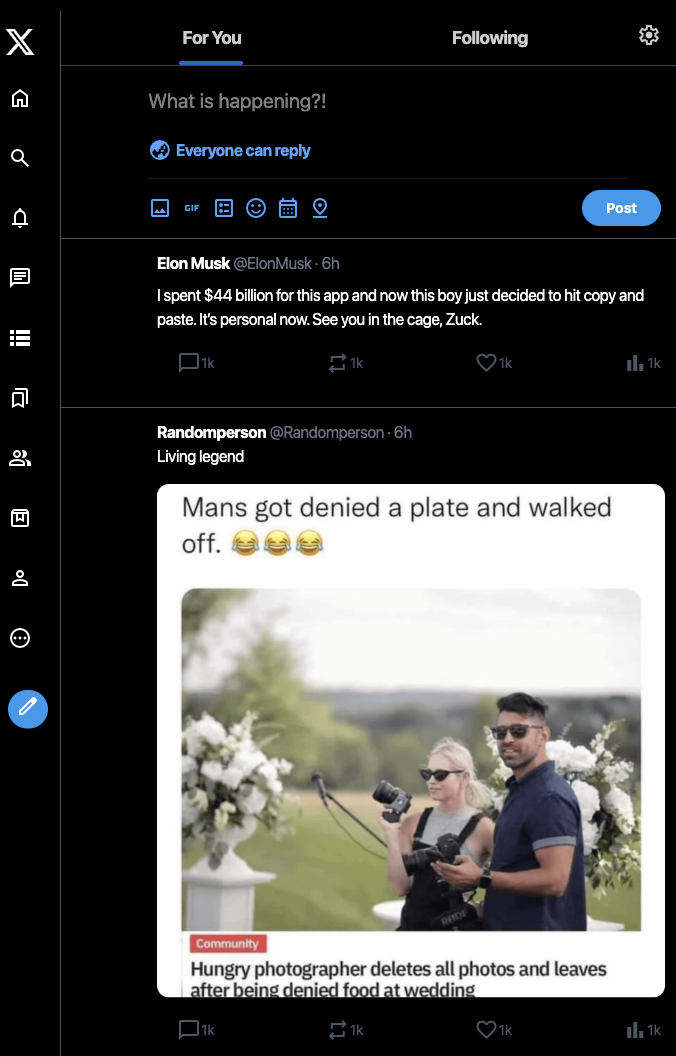 For You
Following
What is happening?!
Everyone can reply
GIF
Post
Elon Musk @ElonMusk · 6h
I spent $44 billion for this app and now this boy just decided to hit copy and
paste. It’s personal now. See you in the cage, Zuck.
1k 1k 1k 1k
Randomperson @Randomperson · 6h
Living legend
Mans got denied a plate and walked
off. 😂😂😂
RODE
Community
Hungry photographer deletes all photos and leaves
after being denied food at wedding
1k 1k 1k 1k